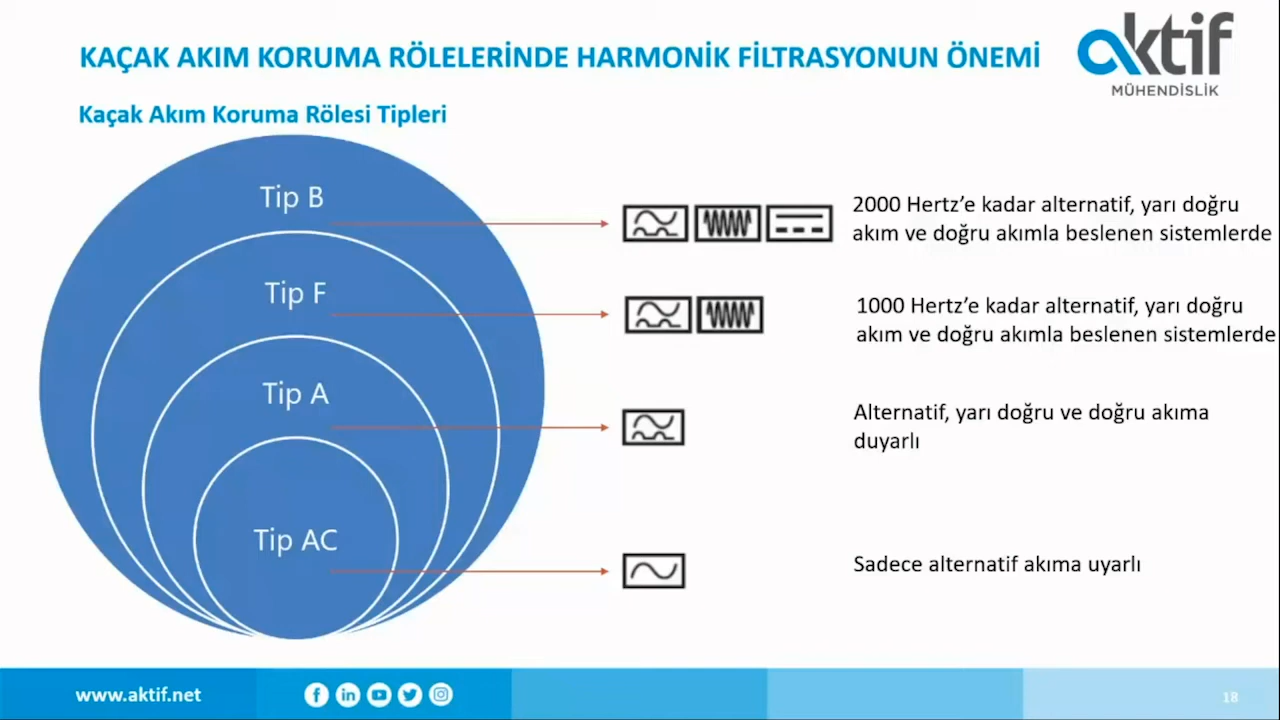 KAÇAK AKIM KORUMA RÖLELERİNDE HARMONİK FİLTRASYONUN ÖNEMİ
aktif
MÜHENDİSLİK
Kaçak Akım Koruma Rölesi Tipleri
Tip B
2000 Hertz’e kadar alternatif, yarı doğru
akım ve doğru akımla beslenen sistemlerde
Tip F
1000 Hertz’e kadar alternatif, yarı doğru
akım ve doğru akımla beslenen sistemlerde
Tip A
Alternatif, yarı doğru ve doğru akıma
duyarlı
Tip AC
Sadece alternatif akıma uyarlı
www.aktif.net
18